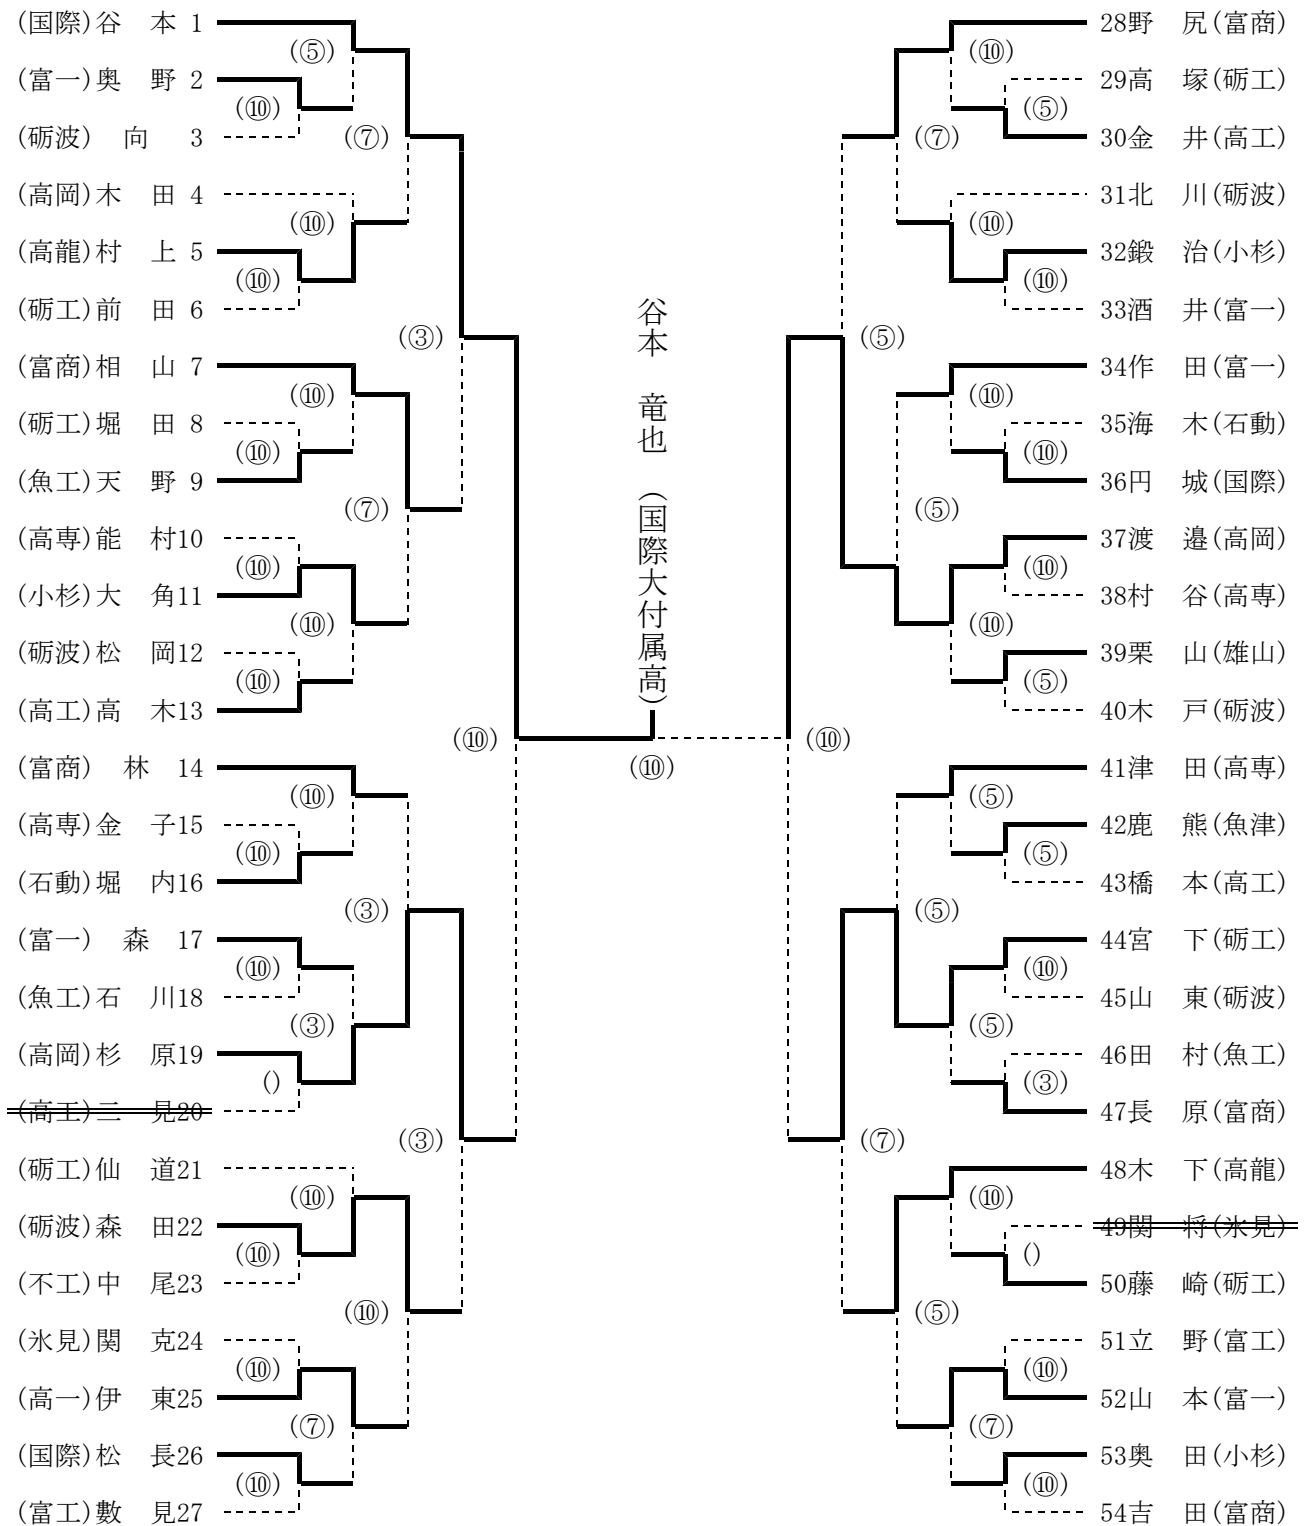 (国際)谷　本 1
(⑤)
(富一)奥　野 2
(⑩)
(砺波)　向　 3
(⑦)
(高岡)木　田 4
(⑩)
(高龍)村　上 5
(⑩)
(砺工)前　田 6
(③)
(富商)相　山 7
(⑩)
(砺工)堀　田 8
(⑩)
(魚工)天　野 9
(⑦)
(高専)能　村10
(⑩)
(小杉)大　角11
(⑩)
(砺波)松　岡12
(⑩)
(高工)高　木13
(⑩)
(富商)　林　14
(⑩)
(高専)金　子15
(⑩)
(石動)堀　内16
(③)
(富一)　森　17
(⑩)
(魚工)石　川18
(③)
(高岡)杉　原19
()
(高工)二　見20
(③)
(砺工)仙　道21
(⑩)
(砺波)森　田22
(⑩)
(不工)中　尾23
(⑩)
(氷見)関　克24
(⑩)
(高一)伊　東25
(⑦)
(国際)松　長26
(⑩)
(富工)數　見27
谷本　竜也　(国際大付属高)
(⑩)
28野　尻(富商)
(⑩)
29高　塚(砺工)
(⑤)
30金　井(高工)
(⑦)
31北　川(砺波)
(⑩)
32鍛　治(小杉)
(⑩)
33酒　井(富一)
(⑤)
34作　田(富一)
(⑩)
35海　木(石動)
(⑩)
36円　城(国際)
(⑤)
37渡　邉(高岡)
(⑩)
38村　谷(高専)
(⑩)
39栗　山(雄山)
(⑤)
40木　戸(砺波)
(⑩)
41津　田(高専)
(⑤)
42鹿　熊(魚津)
(⑤)
43橋　本(高工)
(⑤)
44宮　下(砺工)
(⑩)
45山　東(砺波)
(⑤)
46田　村(魚工)
(③)
47長　原(富商)
(⑦)
48木　下(高龍)
(⑩)
49関　将(氷見)
()
50藤　崎(砺工)
(⑤)
51立　野(富工)
(⑩)
52山　本(富一)
(⑦)
53奥　田(小杉)
(⑩)
54吉　田(富商)